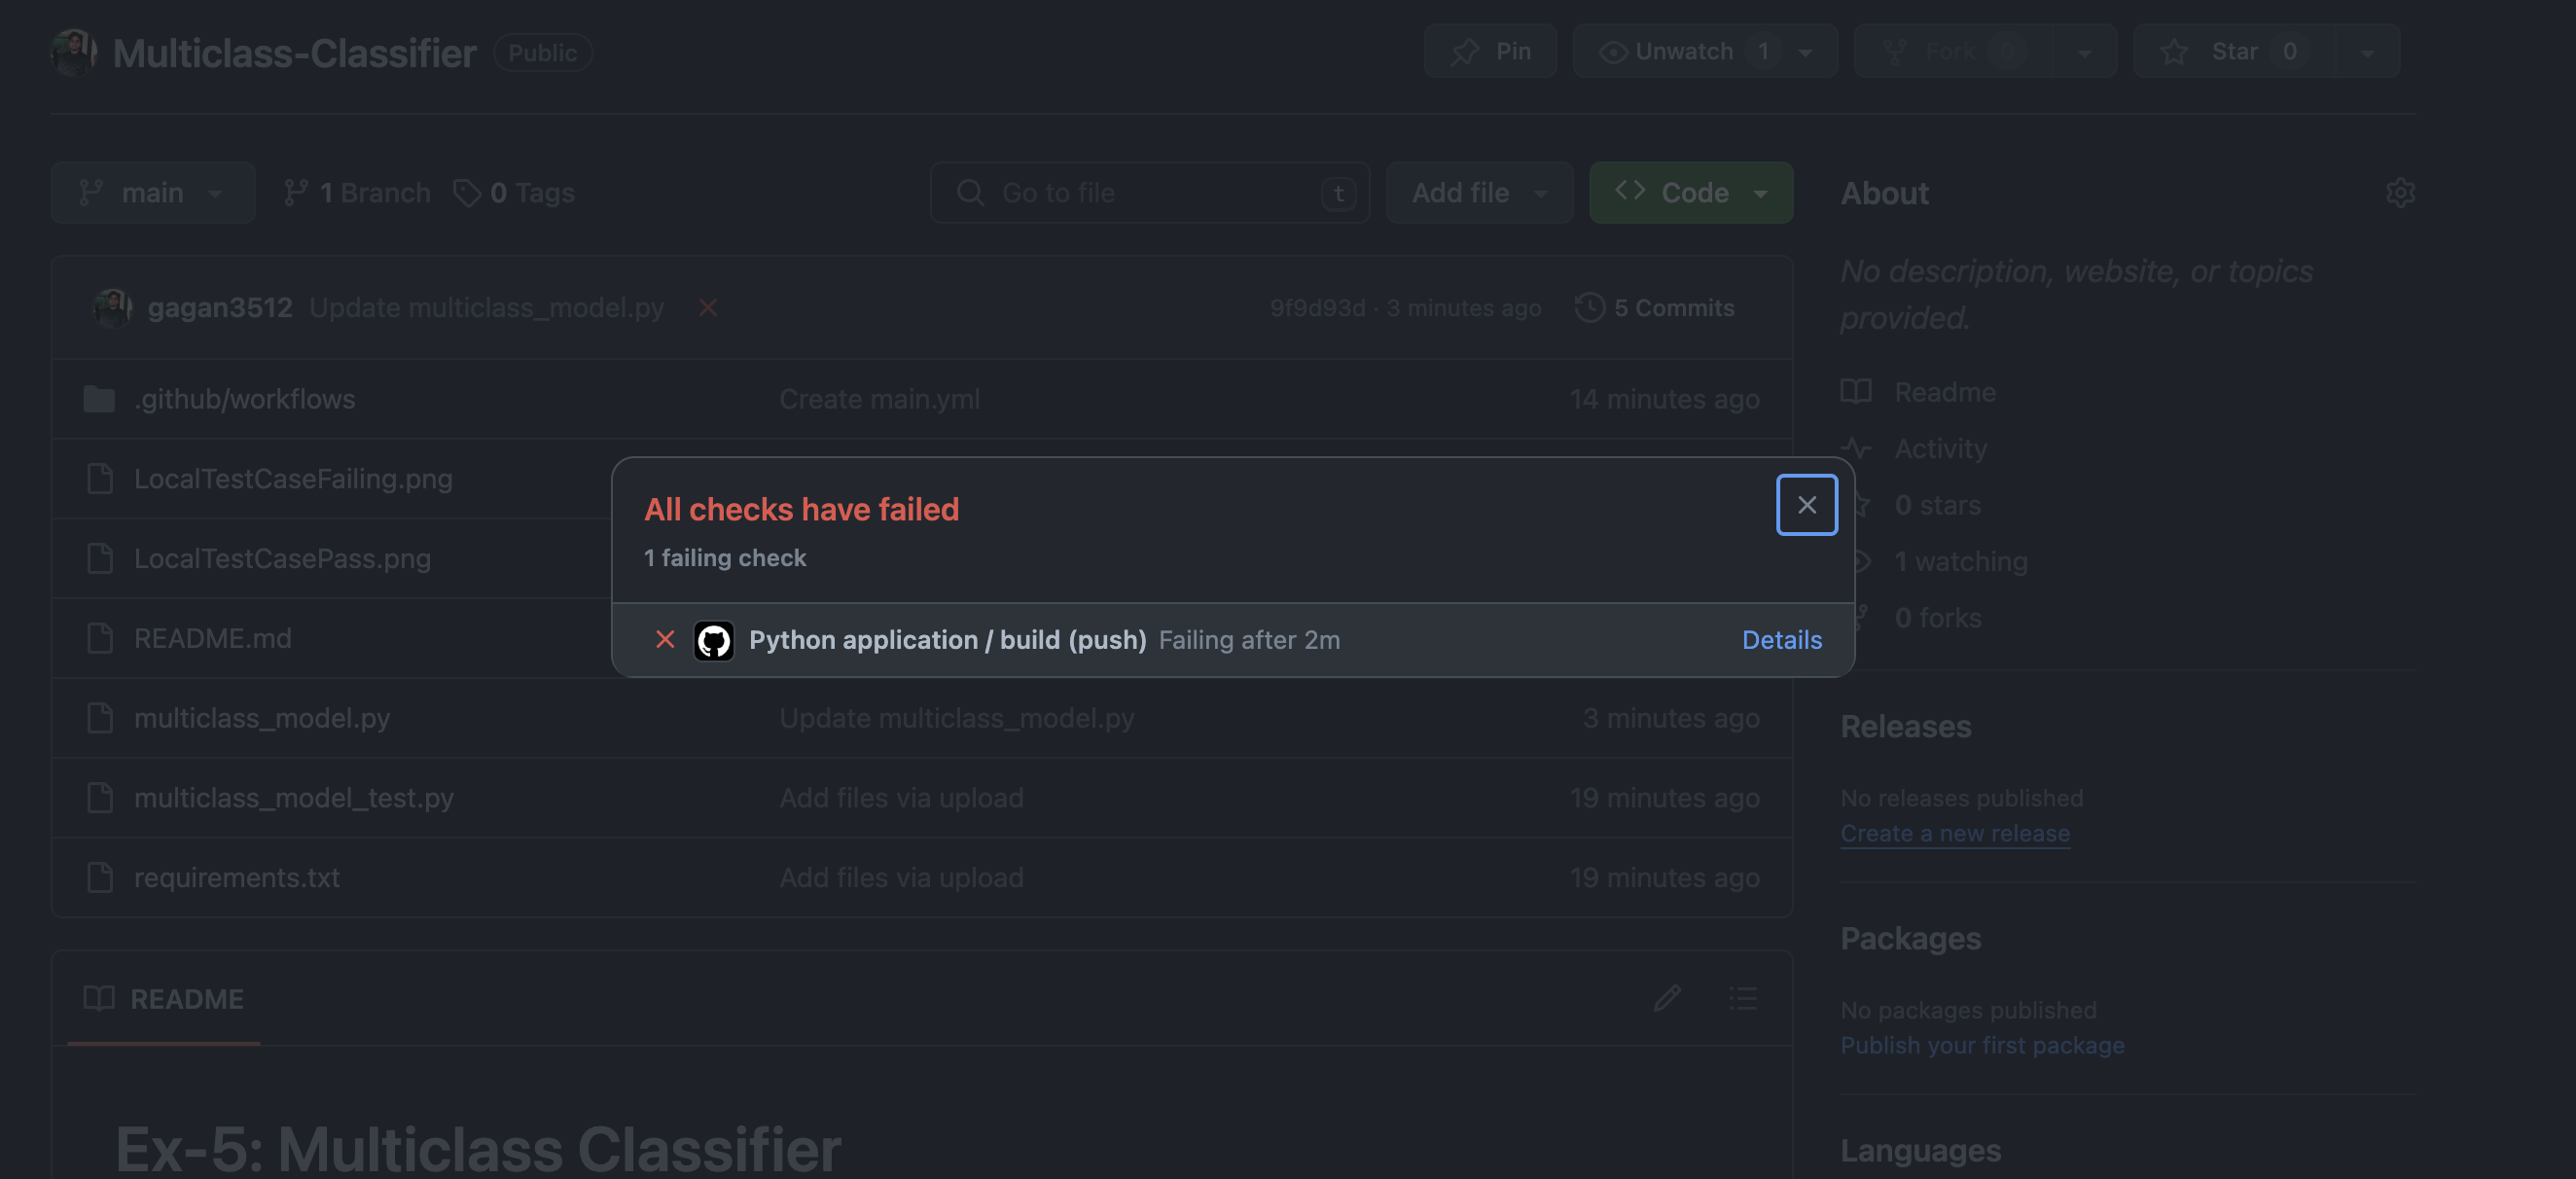 Multiclass-Classifier Public Pin Unwatch 1 Fork 0 Star 0
main 1 Branch 0 Tags Go to file t Add file Code About
No description, website, or topics
provided.
gagan3512 Update multiclass_model.py 9f9d93d · 3 minutes ago 5 Commits
.github/workflows Create main.yml 14 minutes ago
Readme
LocalTestCaseFailing.png
Activity
All checks have failed
0 stars
1 failing check
LocalTestCasePass.png
1 watching
README.md
0 forks
Python application / build (push) Failing after 2m Details
multiclass_model.py Update multiclass_model.py 3 minutes ago
Releases
multiclass_model_test.py Add files via upload 19 minutes ago
No releases published
Create a new release
requirements.txt Add files via upload 19 minutes ago
Packages
README
No packages published
Publish your first package
Ex-5: Multiclass Classifier
Languages